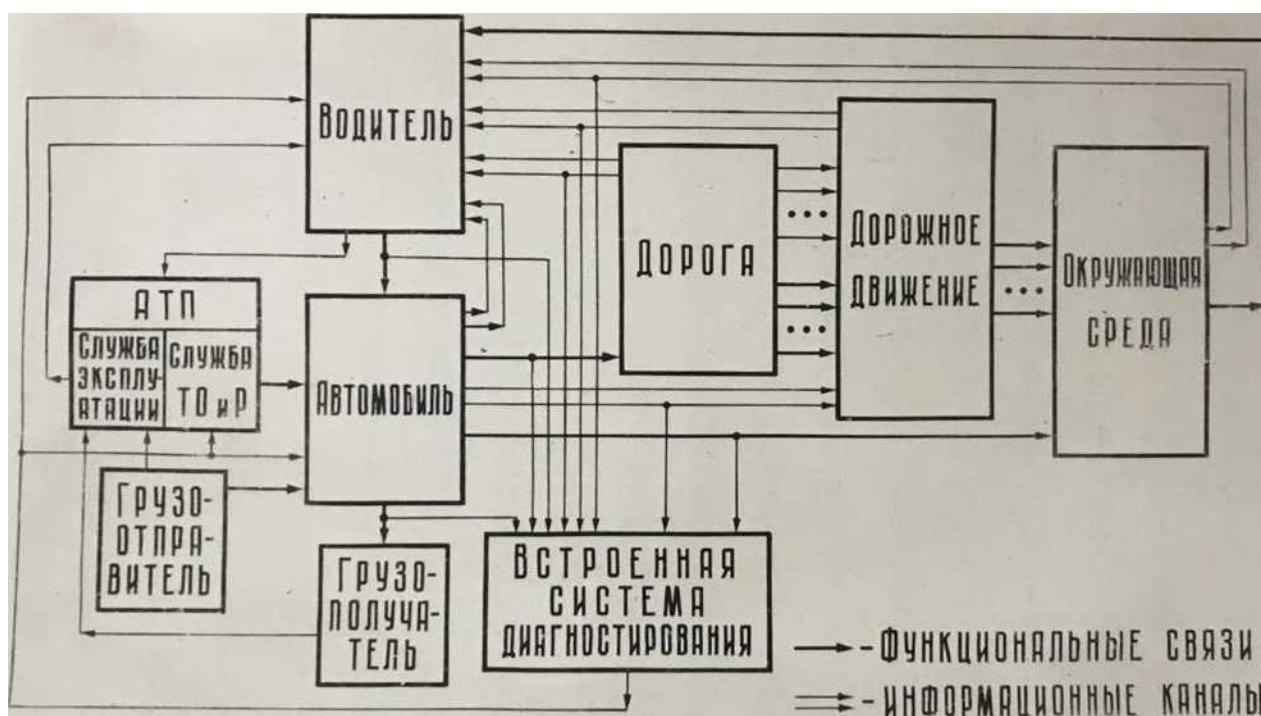 Водитель
АТП
Служба
эксплу-
атации
Служба
ТО и Р
Автомобиль
Дорога
Дорожное
движение
Окружающая
среда
Грузо-
отпра-
витель
Грузо-
получа-
тель
Встроенная
система
диагностирования
- Функциональные связи
- информационные каналы